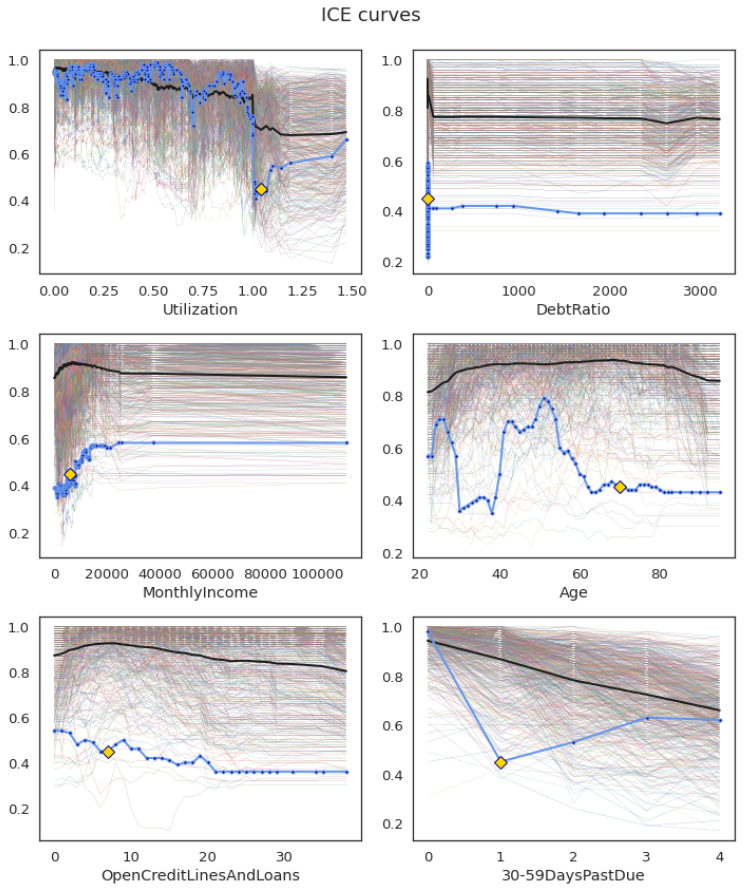 ICE curves
1.0
0.8
0.6
0.4
0.2
0.00 0.25 0.50 0.75 1.00 1.25 1.50
Utilization
1.0
0.8
0.6
0.4
0.2
0 1000 2000 3000
DebtRatio
1.0
0.8
0.6
0.4
0.2
0 20000 40000 60000 80000 100000
MonthlyIncome
1.0
0.8
0.6
0.4
0.2
20 40 60 80
Age
1.0
0.8
0.6
0.4
0.2
0 10 20 30
OpenCreditLinesAndLoans
1.0
0.8
0.6
0.4
0.2
0 1 2 3 4
30-59DaysPastDue